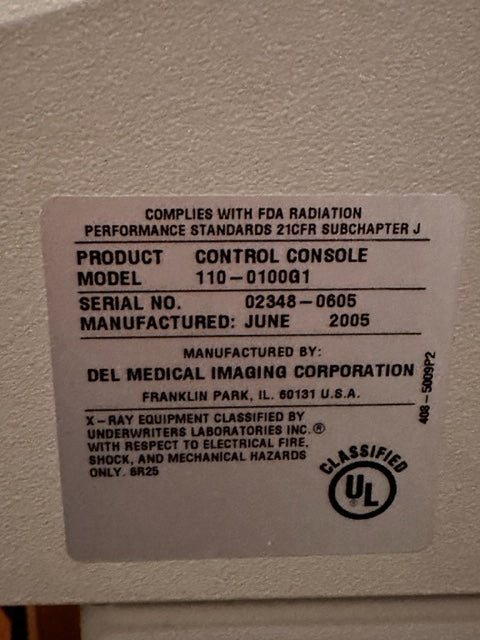 COMPLIES WITH FDA RADIATION
PERFORMANCE STANDARDS 21CFR SUBCHAPTER J
PRODUCT CONTROL CONSOLE
MODEL 110-0100G1
SERIAL NO. 02348-0605
MANUFACTURED: JUNE 2005
MANUFACTURED BY:
DEL MEDICAL IMAGING CORPORATION
FRANKLIN PARK, IL. 60131 U.S.A.
X-RAY EQUIPMENT CLASSIFIED BY
UNDERWRITERS LABORATORIES INC.®
WITH RESPECT TO ELECTRICAL FIRE,
SHOCK, AND MECHANICAL HAZARDS
ONLY. 6R25
CLASSIFIED
UL
®
408-5009P2